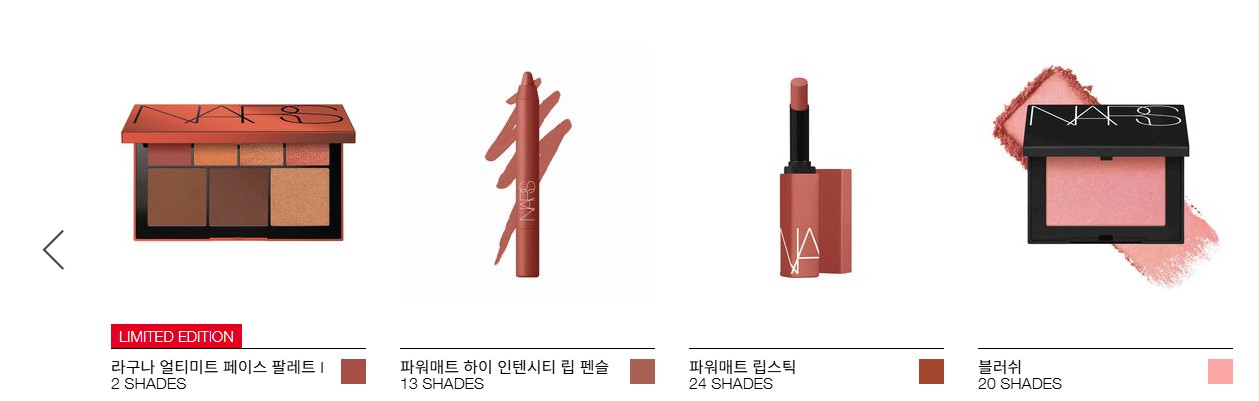 NARS
NARS
NA
NARS
LIMITED EDITION
라구나 얼티미트 페이스 팔레트 I
2 SHADES
파워매트 하이 인텐시티 립 펜슬
13 SHADES
파워매트 립스틱
24 SHADES
블러쉬
20 SHADES